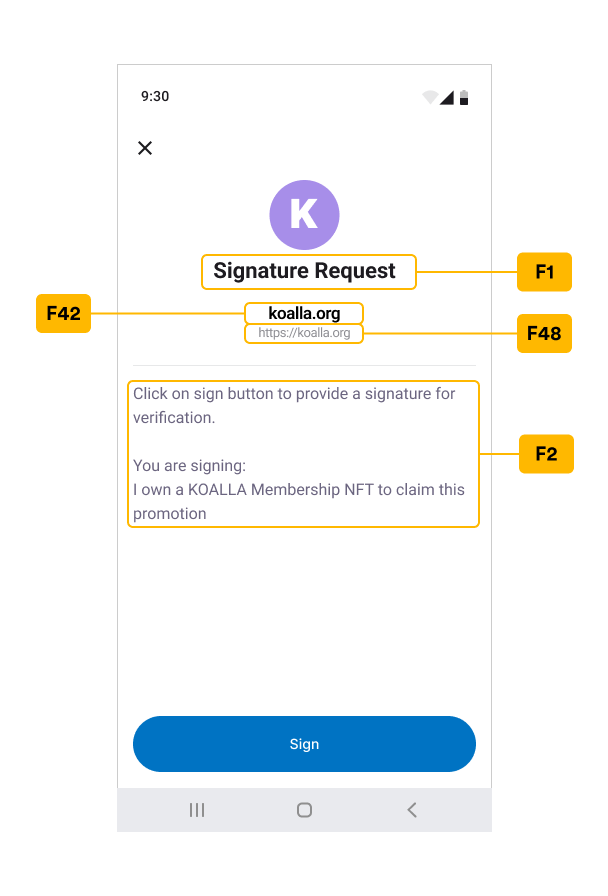 9:30
K
Signature Request
F1
F42
koalla.org
https://koalla.org
F48
Click on sign button to provide a signature for
verification.
F2
You are signing:
I own a KOALLA Membership NFT to claim this
promotion
Sign